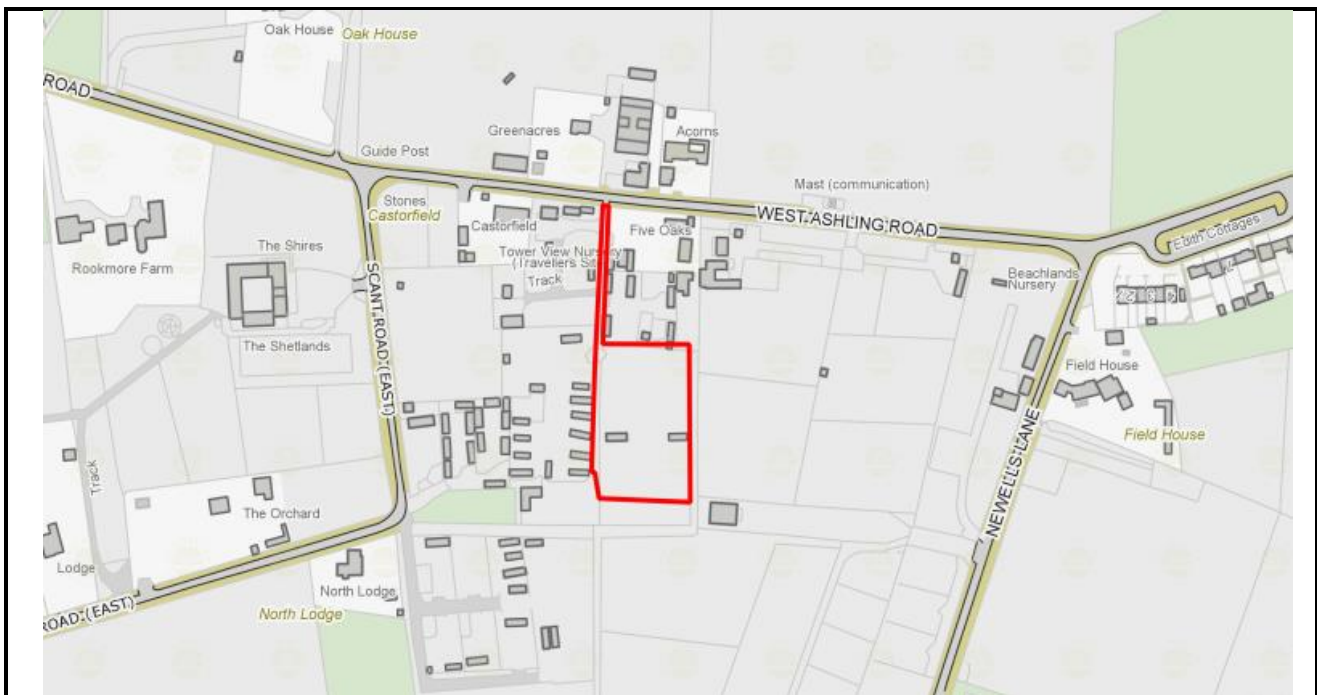 Oak House
Oak House
ROAD
Greenacres
Acorns
Guide Post
Mast (communication)
Stones
Castorfield
Castorfield
WEST ASHLING ROAD
Edith Cottages
Five Oaks
The Shires
Tower View Nursery
(Travellers Site)
Track
Rookmore Farm
Beachlands
Nursery
SCANT ROAD (EAST)
The Shetlands
Field House
Field House
Track
NEWELLS LANE
The Orchard
Lodge
North Lodge
North Lodge
ROAD (EAST)